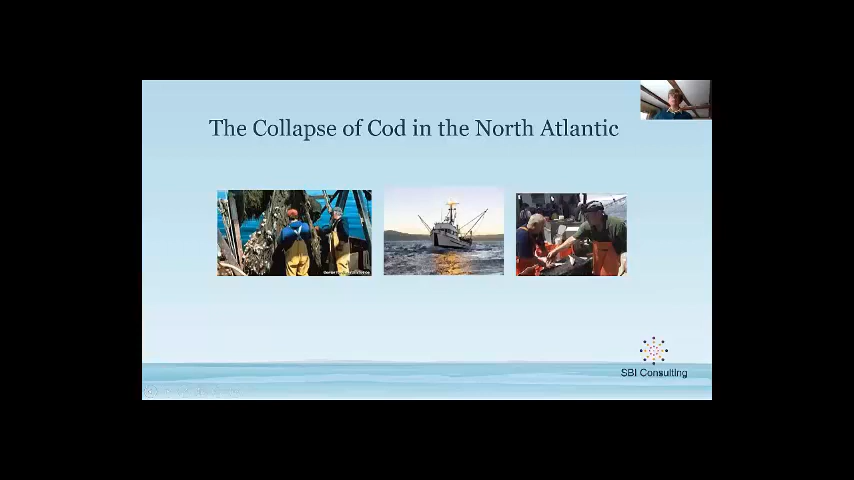 The Collapse of Cod in the North Atlantic
SBI Consulting